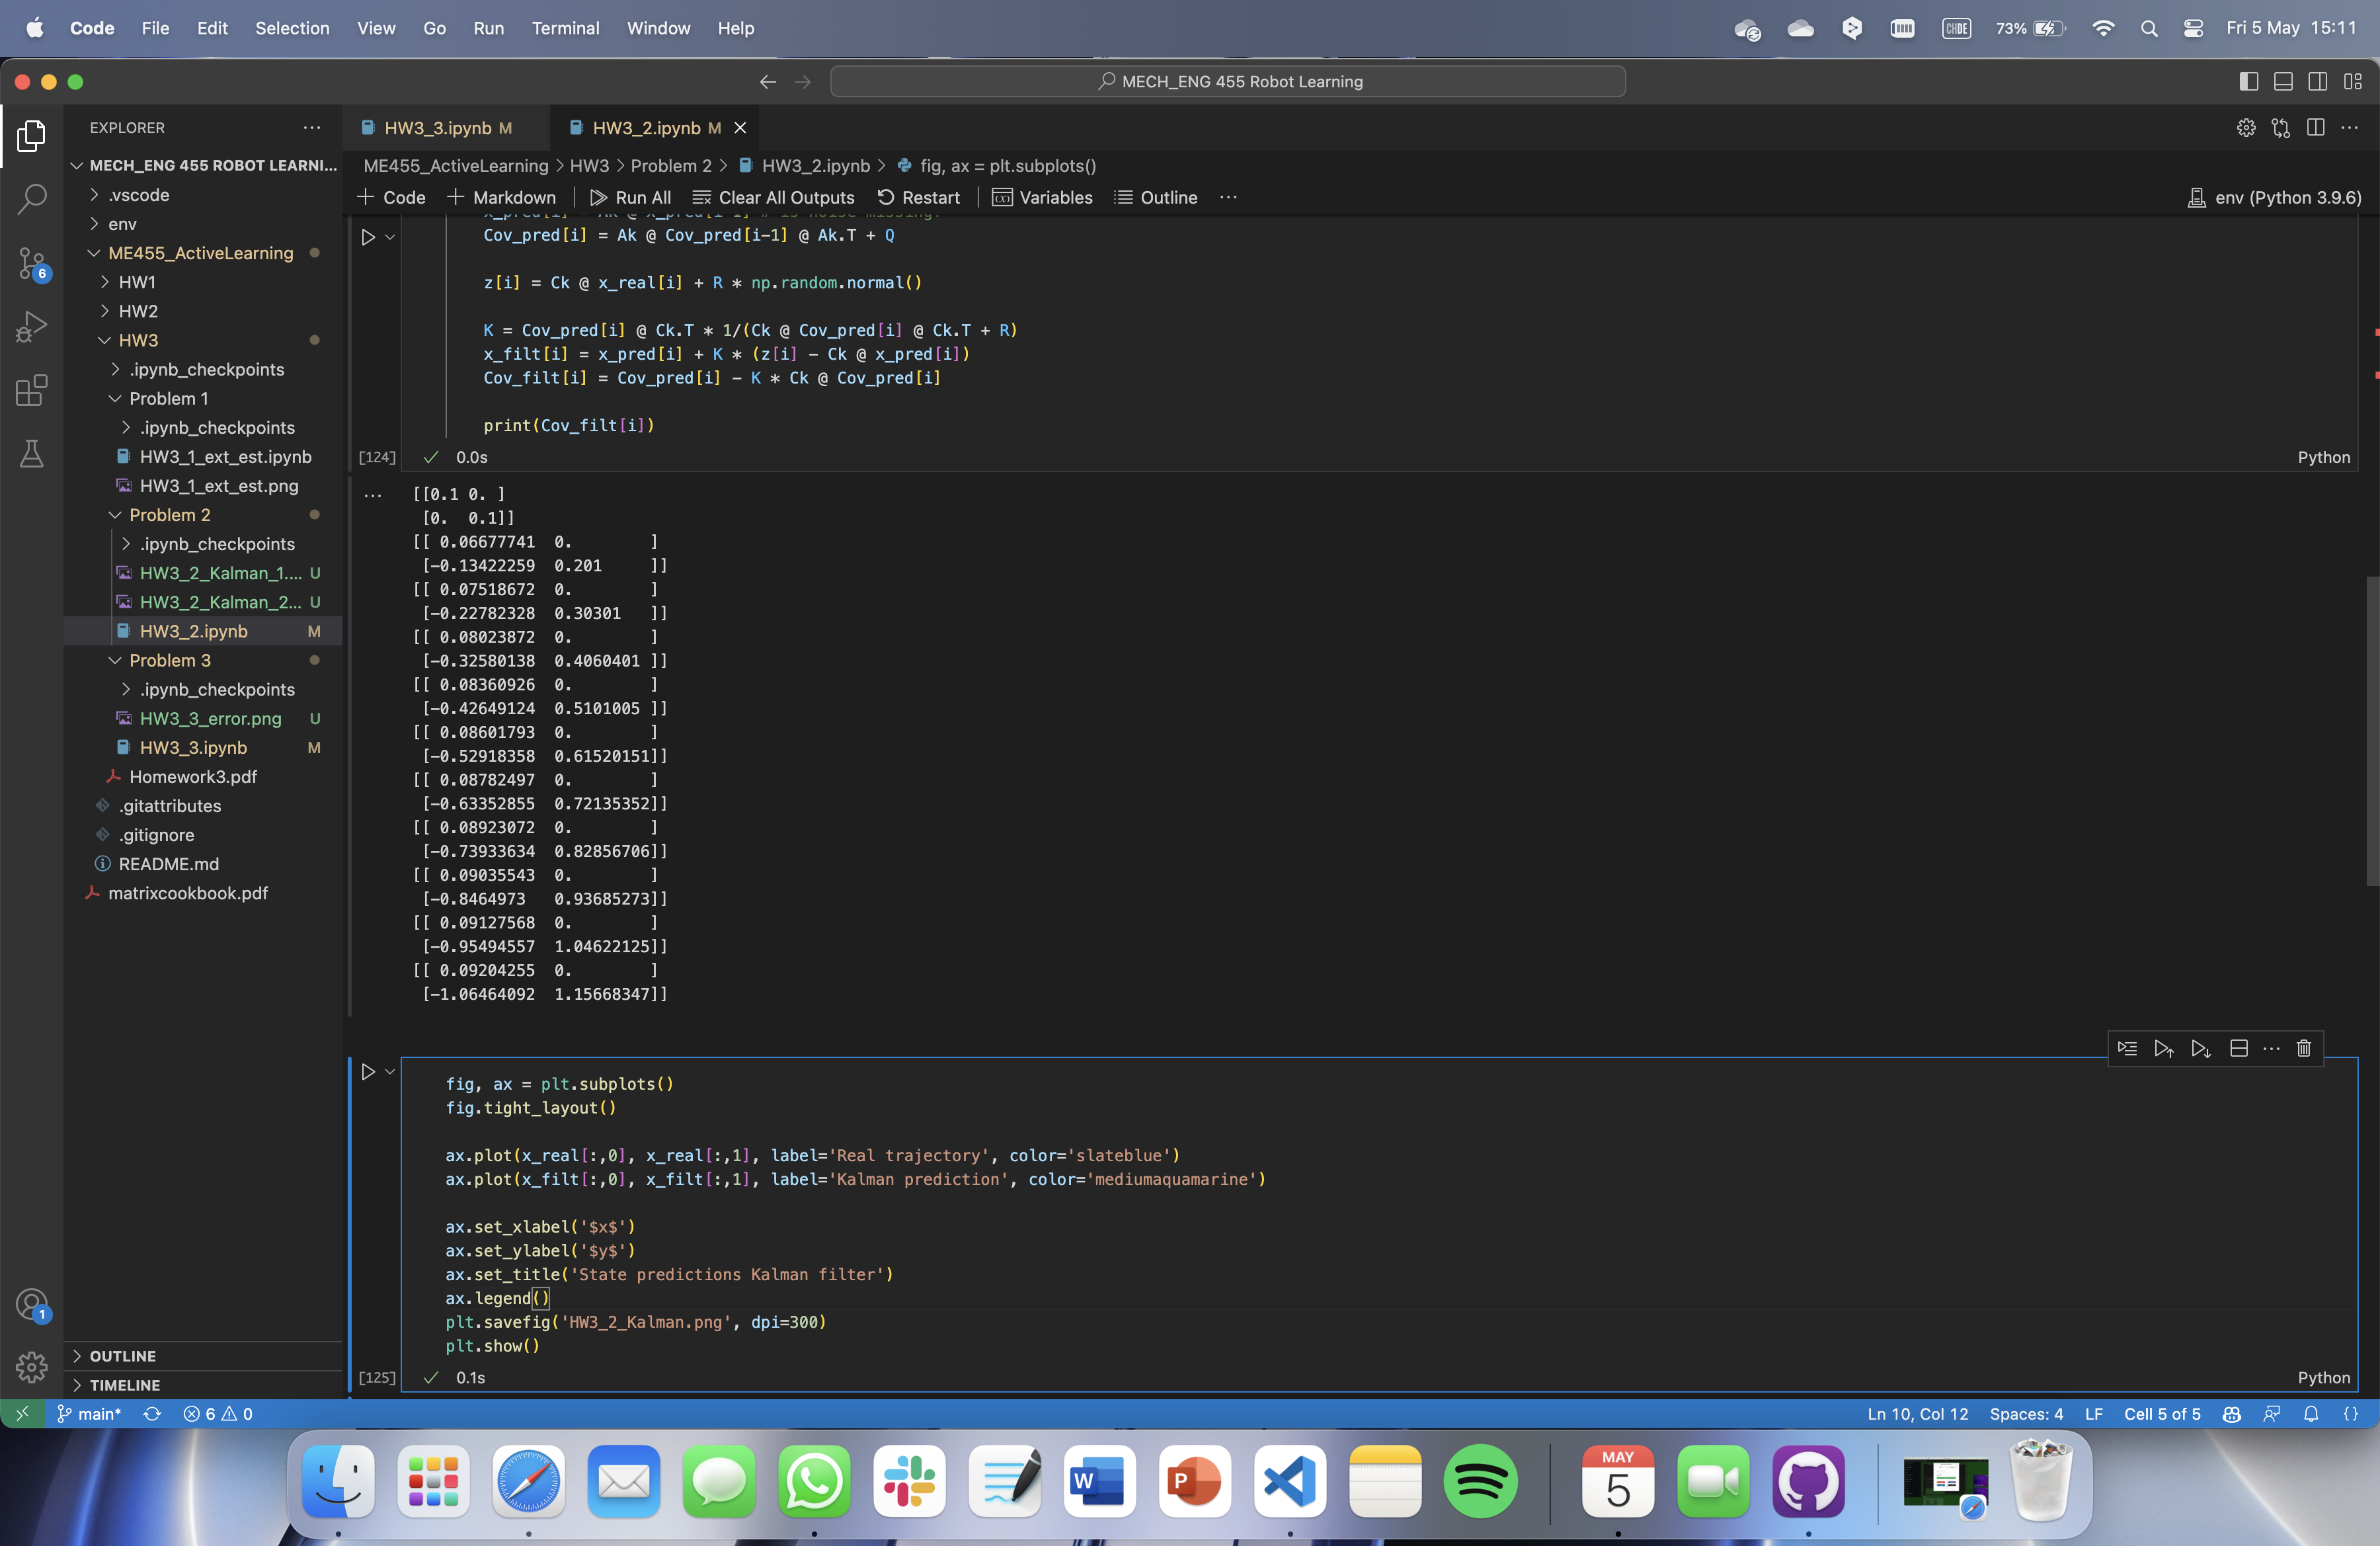 Code File Edit Selection View Go Run Terminal Window Help
CHDE 73% Fri 5 May 15:11
MECH_ENG 455 Robot Learning
EXPLORER
MECH_ENG 455 ROBOT LEARNI...
.vscode
env
ME455_ActiveLearning
HW1
HW2
HW3
.ipynb_checkpoints
Problem 1
.ipynb_checkpoints
HW3_1_ext_est.ipynb
HW3_1_ext_est.png
Problem 2
.ipynb_checkpoints
HW3_2_Kalman_1.... U
HW3_2_Kalman_2... U
HW3_2.ipynb M
Problem 3
.ipynb_checkpoints
HW3_3_error.png U
HW3_3.ipynb M
Homework3.pdf
.gitattributes
.gitignore
README.md
matrixcookbook.pdf
OUTLINE
TIMELINE
6
1
HW3_3.ipynb M HW3_2.ipynb M
ME455_ActiveLearning > HW3 > Problem 2 > HW3_2.ipynb > fig, ax = plt.subplots()
+ Code + Markdown Run All Clear All Outputs Restart Variables Outline ... env (Python 3.9.6)
Cov_pred[i] = Ak @ Cov_pred[i-1] @ Ak.T + Q
z[i] = Ck @ x_real[i] + R * np.random.normal()
K = Cov_pred[i] @ Ck.T * 1/(Ck @ Cov_pred[i] @ Ck.T + R)
x_filt[i] = x_pred[i] + K * (z[i] - Ck @ x_pred[i])
Cov_filt[i] = Cov_pred[i] - K * Ck @ Cov_pred[i]
print(Cov_filt[i])
[124] 0.0s Python
[[0.1 0. ]
[0. 0.1]]
[[ 0.06677741 0. ]
[-0.13422259 0.201 ]]
[[ 0.07518672 0. ]
[-0.22782328 0.30301 ]]
[[ 0.08023872 0. ]
[-0.32580138 0.4060401 ]]
[[ 0.08360926 0. ]
[-0.42649124 0.5101005 ]]
[[ 0.08601793 0. ]
[-0.52918358 0.61520151]]
[[ 0.08782497 0. ]
[-0.63352855 0.72135352]]
[[ 0.08923072 0. ]
[-0.73933634 0.82856706]]
[[ 0.09035543 0. ]
[-0.8464973 0.93685273]]
[[ 0.09127568 0. ]
[-0.95494557 1.04622125]]
[[ 0.09204255 0. ]
[-1.06464092 1.15668347]]
fig, ax = plt.subplots()
fig.tight_layout()
ax.plot(x_real[:,0], x_real[:,1], label='Real trajectory', color='slateblue')
ax.plot(x_filt[:,0], x_filt[:,1], label='Kalman prediction', color='mediumaquamarine')
ax.set_xlabel('$x$')
ax.set_ylabel('$y$')
ax.set_title('State predictions Kalman filter')
ax.legend()
plt.savefig('HW3_2_Kalman.png', dpi=300)
plt.show()
[125] 0.1s Python
main* 6 0 Ln 10, Col 12 Spaces: 4 LF Cell 5 of 5
W
P
MAY
5